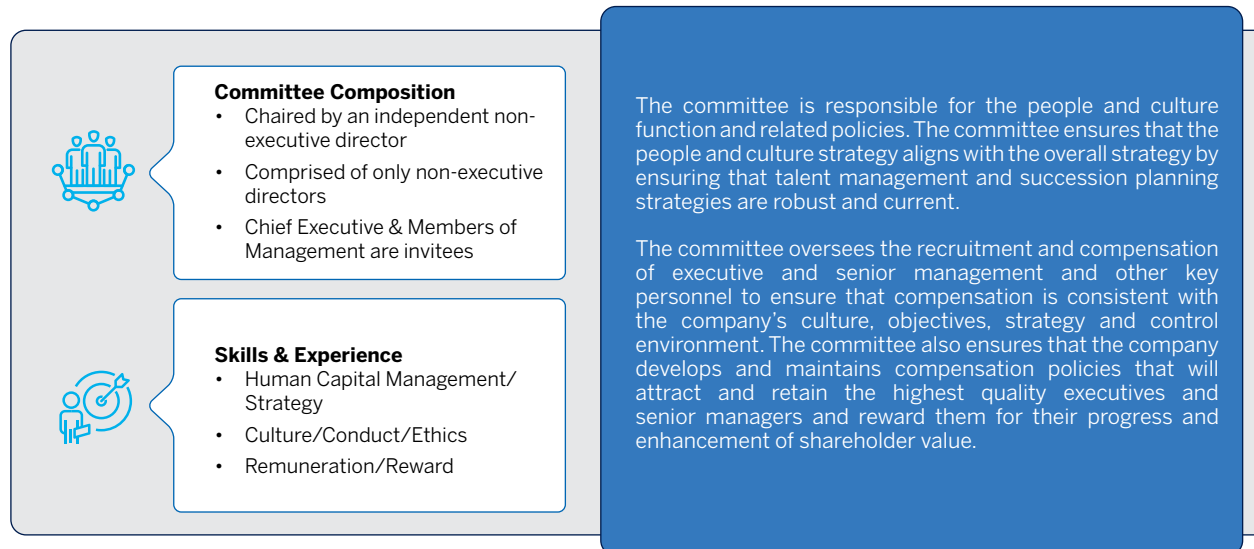 Committee Composition
• Chaired by an independent non-
executive director
• Comprised of only non-executive
directors
• Chief Executive & Members of
Management are invitees
Skills & Experience
• Human Capital Management/
Strategy
• Culture/Conduct/Ethics
• Remuneration/Reward
The committee is responsible for the people and culture
function and related policies. The committee ensures that the
people and culture strategy aligns with the overall strategy by
ensuring that talent management and succession planning
strategies are robust and current.
The committee oversees the recruitment and compensation
of executive and senior management and other key
personnel to ensure that compensation is consistent with
the company’s culture, objectives, strategy and control
environment. The committee also ensures that the company
develops and maintains compensation policies that will
attract and retain the highest quality executives and
senior managers and reward them for their progress and
enhancement of shareholder value.